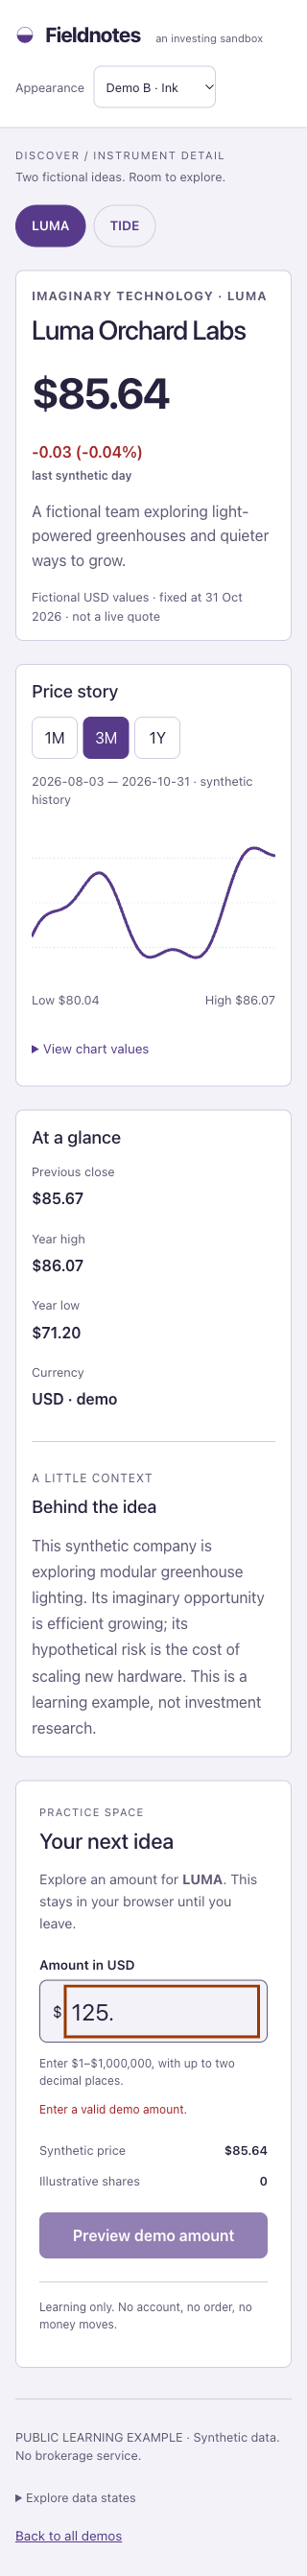 Fieldnotes an investing sandbox
Appearance Demo B · Ink
DISCOVER / INSTRUMENT DETAIL
Two fictional ideas. Room to explore.
LUMA TIDE
IMAGINARY TECHNOLOGY · LUMA
Luma Orchard Labs
$85.64
-0.03 (-0.04%)
last synthetic day
A fictional team exploring light-
powered greenhouses and quieter
ways to grow.
Fictional USD values · fixed at 31 Oct
2026 · not a live quote
Price story
1M 3M 1Y
2026-08-03 — 2026-10-31 · synthetic
history
Low $80.04 High $86.07
View chart values
At a glance
Previous close
$85.67
Year high
$86.07
Year low
$71.20
Currency
USD · demo
A LITTLE CONTEXT
Behind the idea
This synthetic company is
exploring modular greenhouse
lighting. Its imaginary opportunity
is efficient growing; its
hypothetical risk is the cost of
scaling new hardware. This is a
learning example, not investment
research.
PRACTICE SPACE
Your next idea
Explore an amount for LUMA. This
stays in your browser until you
leave.
Amount in USD
$ 125.
Enter $1–$1,000,000, with up to two
decimal places.
Enter a valid demo amount.
Synthetic price $85.64
Illustrative shares 0
Preview demo amount
Learning only. No account, no order, no
money moves.
PUBLIC LEARNING EXAMPLE · Synthetic data.
No brokerage service.
Explore data states
Back to all demos